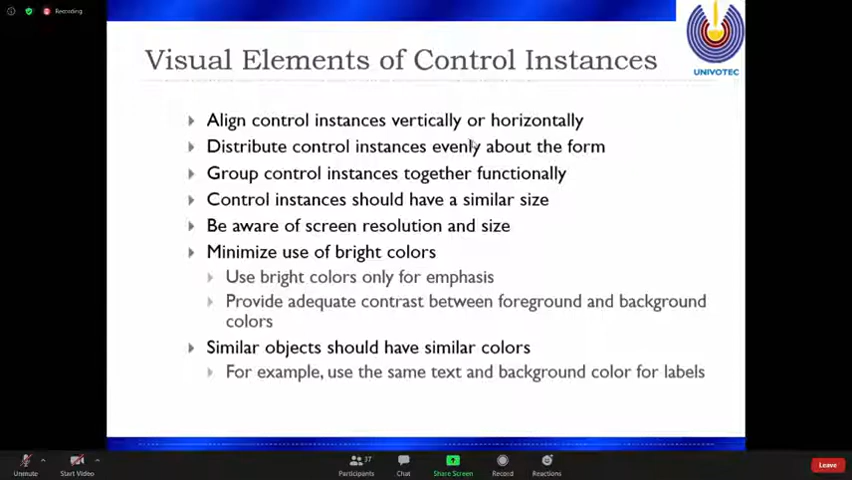 Recording
Visual Elements of Control Instances
UNIVOTEC
Align control instances vertically or horizontally
Distribute control instances evenly about the form
Group control instances together functionally
Control instances should have a similar size
Be aware of screen resolution and size
Minimize use of bright colors
Use bright colors only for emphasis
Provide adequate contrast between foreground and background
colors
Similar objects should have similar colors
For example, use the same text and background color for labels
37
Unmute
Start Video
Participants
Chat
Share Screen
Record
Reactions
Leave